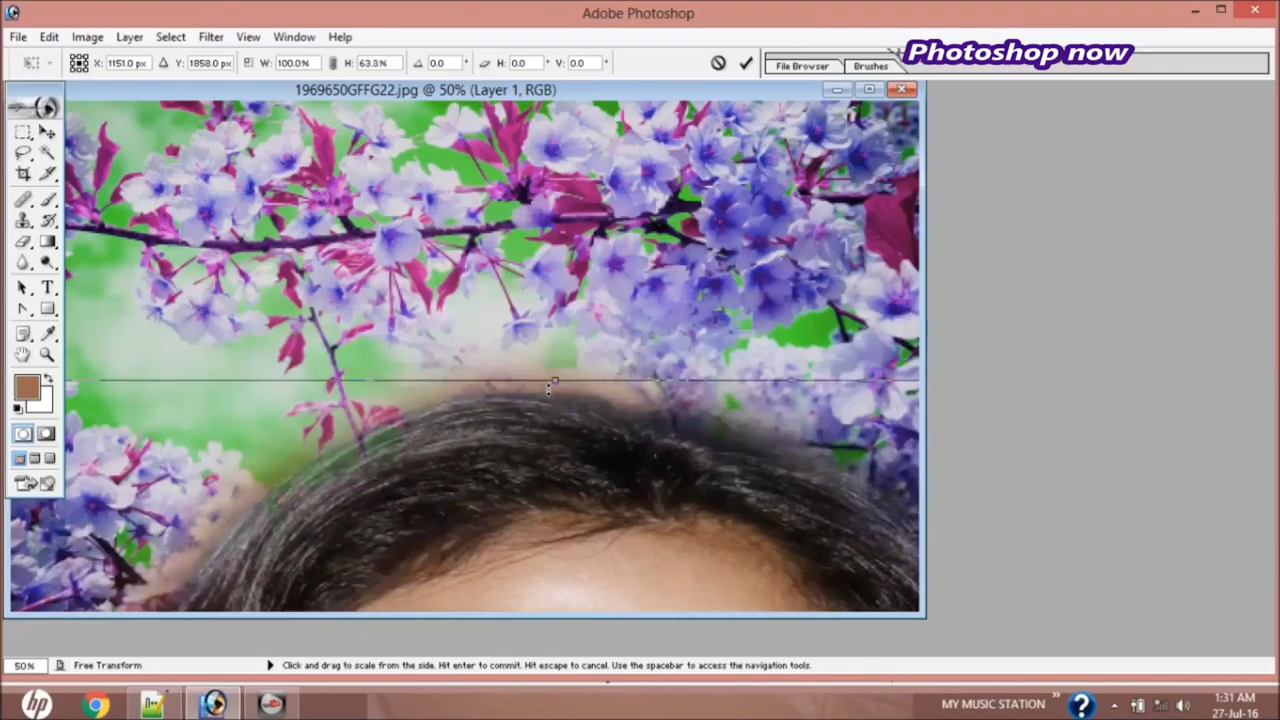 Adobe Photoshop
File Edit Image Layer Select Filter View Window Help
Photoshop now
X: 1151.0 px Y: 1858.0 px W: 100.0% H: 63.3% 0.0 ° H: 0.0 ° V: 0.0 °
File Browser Brushes
1969650GFFG22.jpg @ 50% (Layer 1, RGB)
T
50% Free Transform Click and drag to scale from the side. Hit enter to commit. Hit escape to cancel. Use the spacebar to access the navigation tools.
hp
MY MUSIC STATION
1:31 AM
27-Jul-16